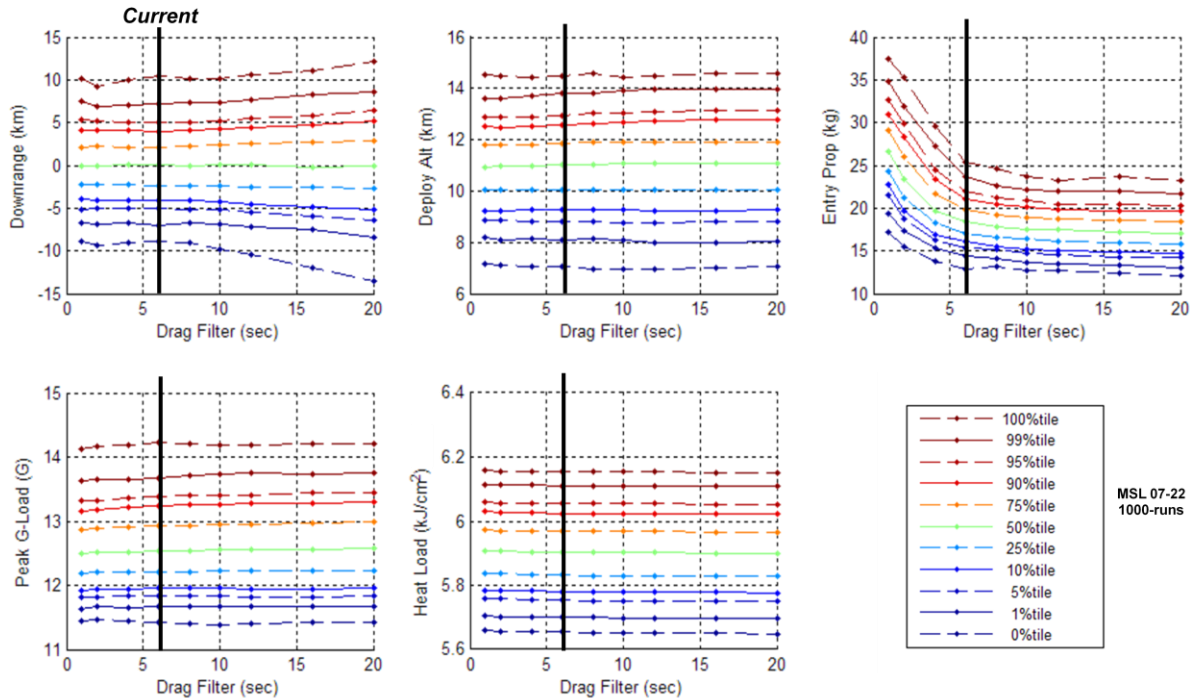 Current
15
10
5
0
-5
-10
-15
Downrange (km)
0 5 10 15 20
Drag Filter (sec)
16
14
12
10
8
6
Deploy Alt (km)
0 5 10 15 20
Drag Filter (sec)
40
35
30
25
20
15
10
Entry Prop (kg)
0 5 10 15 20
Drag Filter (sec)
15
14
13
12
11
Peak G-Load (G)
0 5 10 15 20
Drag Filter (sec)
6.4
6.2
6
5.8
5.6
Heat Load (kJ/cm²)
0 5 10 15 20
Drag Filter (sec)
100%tile
99%tile
95%tile
90%tile
75%tile
50%tile
25%tile
10%tile
5%tile
1%tile
0%tile
MSL 07-22
1000-runs